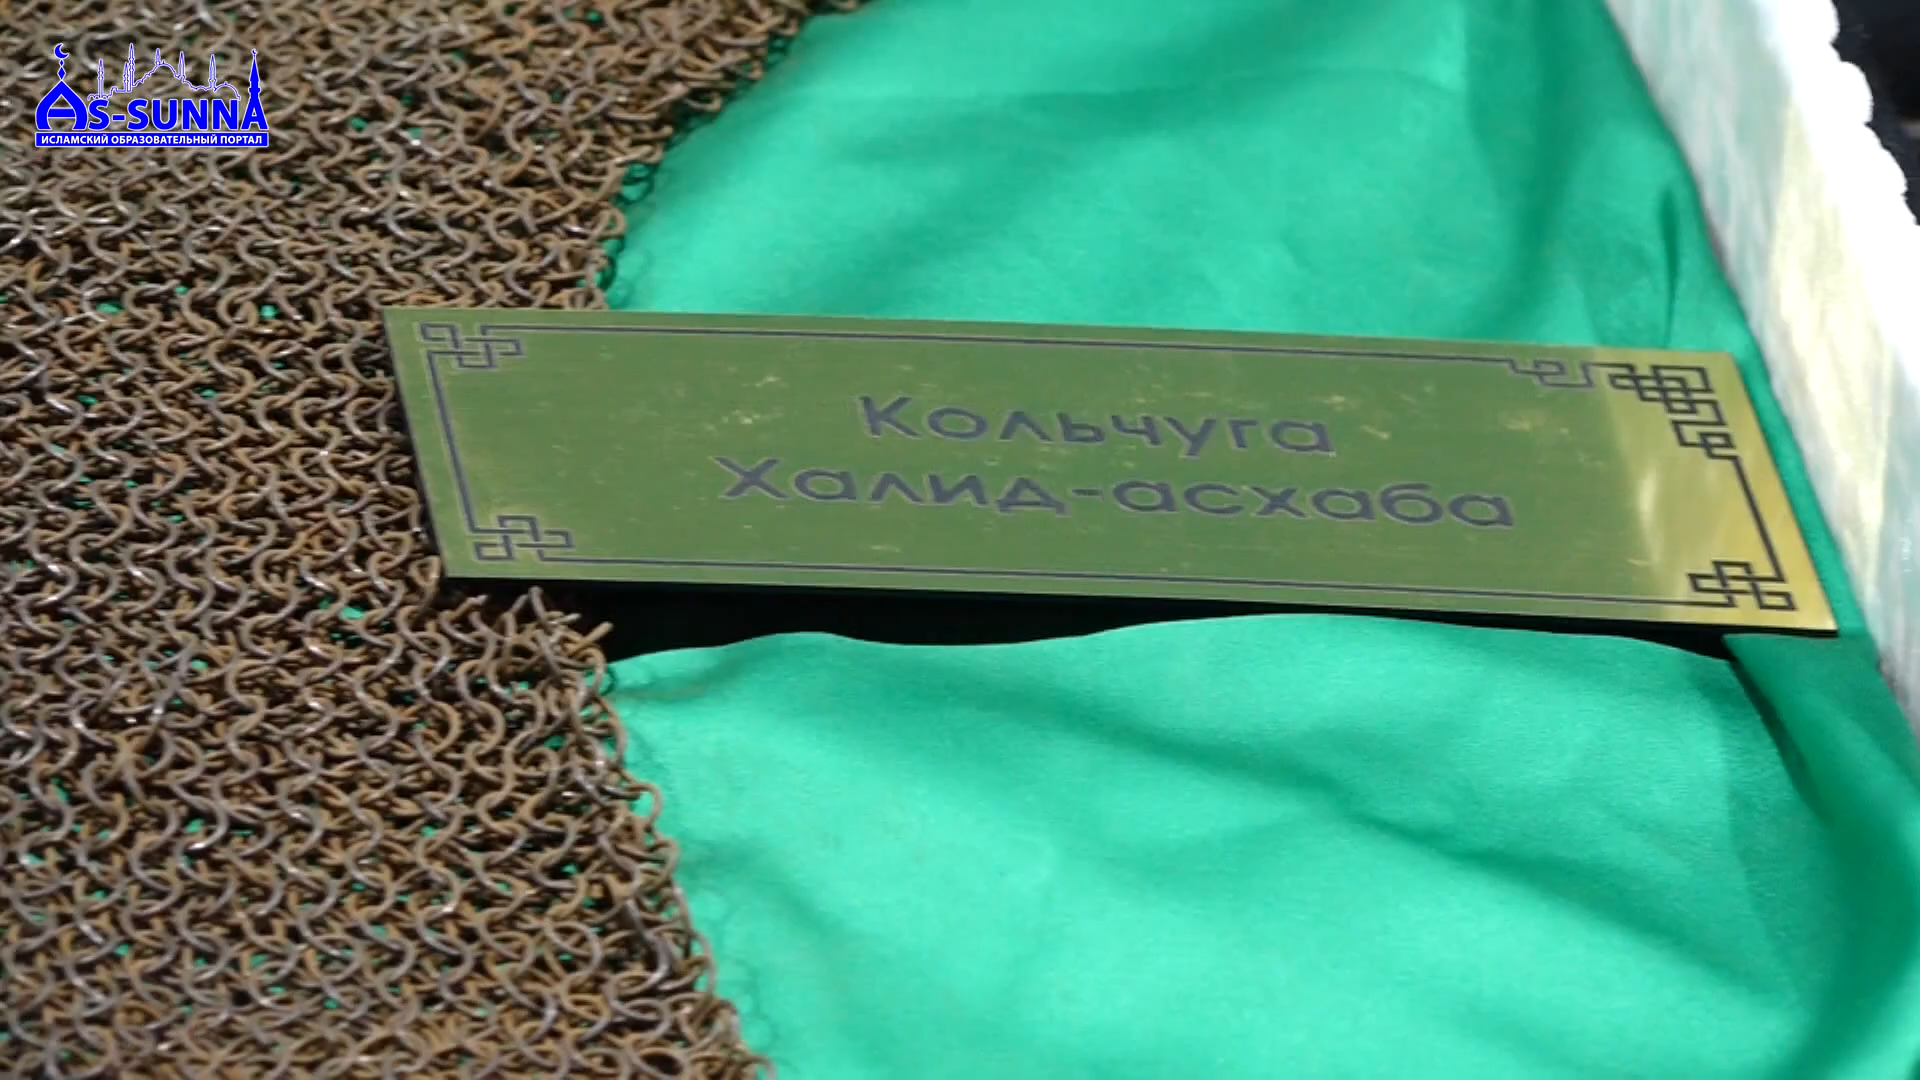 AS-SUNNA
ИСЛАМСКИЙ ОБРАЗОВАТЕЛЬНЫЙ ПОРТАЛ
Кольчуга
Халид-асхаба